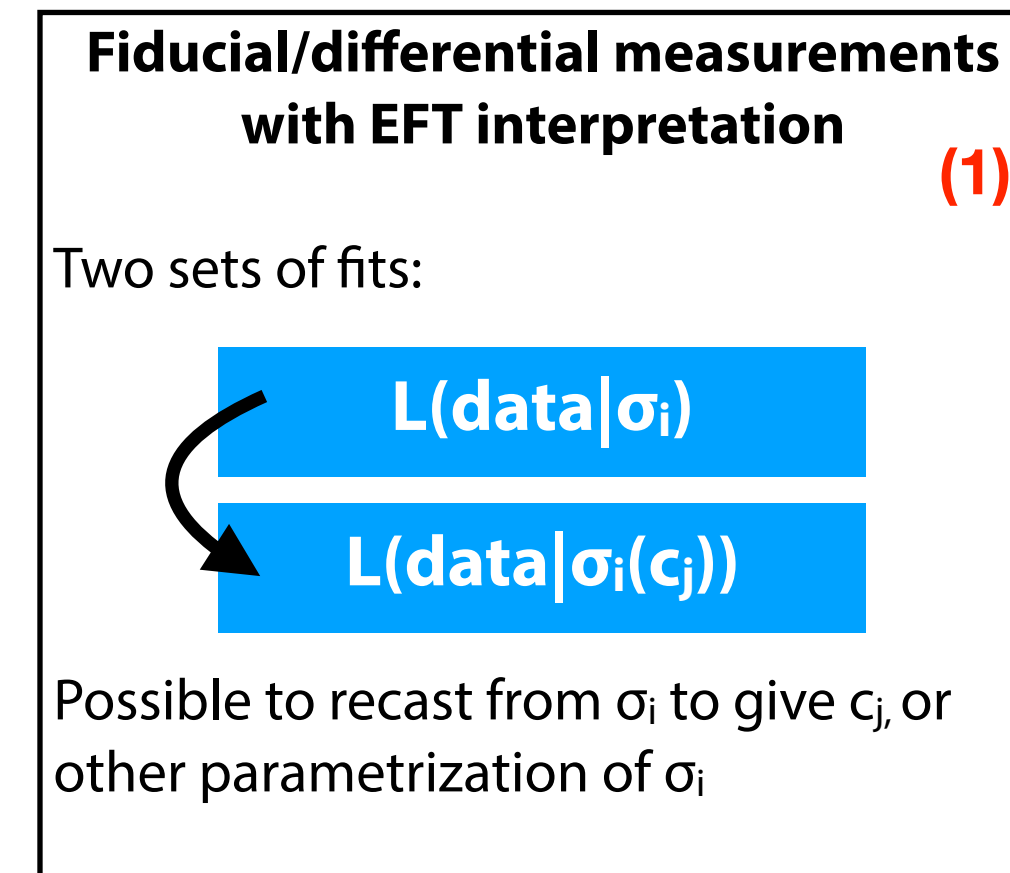 Fiducial/differential measurements
with EFT interpretation
(1)
Two sets of fits:
L(data|σᵢ)
L(data|σᵢ(cⱼ))
Possible to recast from σᵢ to give cⱼ, or
other parametrization of σᵢ